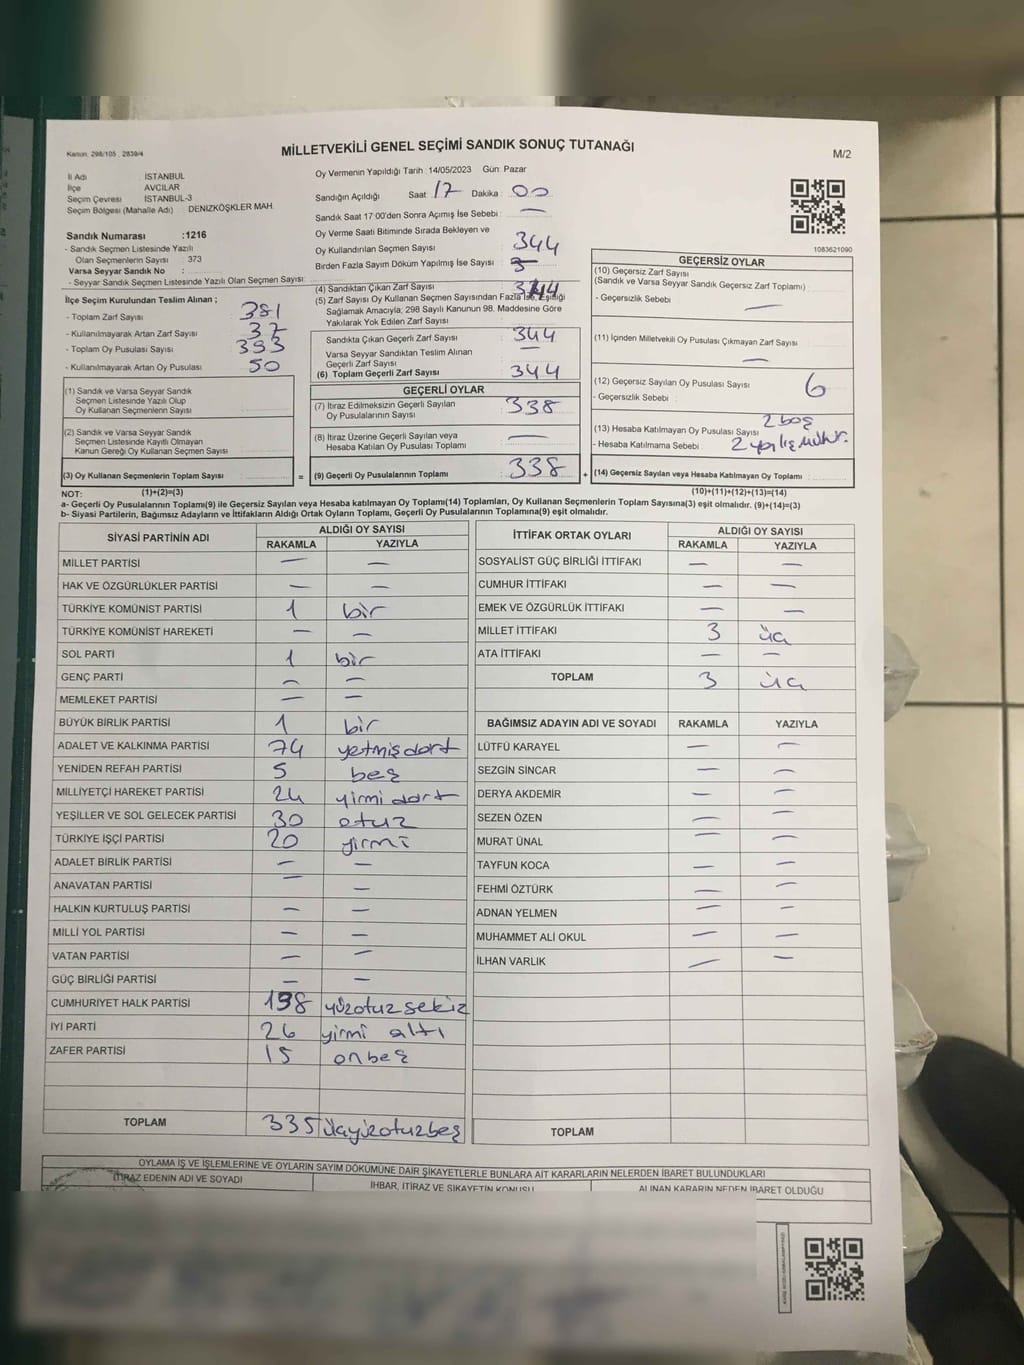 Kanun: 298/105 , 2839/4
MİLLETVEKİLİ GENEL SEÇİMİ SANDIK SONUÇ TUTANAĞI
M/2
İl Adı İSTANBUL
İlçe AVCILAR
Seçim Çevresi İSTANBUL-3
Seçim Bölgesi (Mahalle Adı) DENİZKÖŞKLER MAH.
Sandık Numarası :1216
- Sandık Seçmen Listesinde Yazılı
Olan Seçmenlerin Sayısı : 373
Varsa Seyyar Sandık No :
- Seyyar Sandık Seçmen Listesinde Yazılı Olan Seçmen Sayısı:
Oy Vermenin Yapıldığı Tarih :14/05/2023 Gün: Pazar
Sandığın Açıldığı Saat : 17 Dakika : 00
Sandık Saat 17:00'den Sonra Açımış İse Sebebi : —
Oy Verme Saati Bitiminde Sırada Bekleyen ve
Oy Kullandırılan Seçmen Sayısı 344
Birden Fazla Sayım Döküm Yapılmış İse Sayısı :
1083621090
İlçe Seçim Kurulundan Teslim Alınan ;
- Toplam Zarf Sayısı : 381
- Kullanılmayarak Artan Zarf Sayısı : 37
- Toplam Oy Pusulası Sayısı : 393
- Kullanılmayarak Artan Oy Pusulası : 50
(1) Sandık ve Varsa Seyyar Sandık
Seçmen Listesinde Yazılı Olup
Oy Kullanan Seçmenlerin Sayısı
(2) Sandık ve Varsa Seyyar Sandık
Seçmen Listesinde Kayıtlı Olmayan
Kanun Gereği Oy Kullanan Seçmen Sayısı
(3) Oy Kullanan Seçmenlerin Toplam Sayısı
(4) Sandıktan Çıkan Zarf Sayısı : 344
(5) Zarf Sayısı Oy Kullanan Seçmen Sayısından Fazla İse, Eşitliği
Sağlamak Amacıyla; 298 Sayılı Kanunun 98. Maddesine Göre
Yakılarak Yok Edilen Zarf Sayısı :
Sandıkta Çıkan Geçerli Zarf Sayısı : 344
Varsa Seyyar Sandıktan Teslim Alınan
Geçerli Zarf Sayısı : —
(6) Toplam Geçerli Zarf Sayısı : 344
GEÇERLİ OYLAR
(7) İtiraz Edilmeksizin Geçerli Sayılan
Oy Pusulalarının Sayısı : 338
(8) İtiraz Üzerine Geçerli Sayılan veya
Hesaba Katılan Oy Pusulası Toplamı : —
= (9) Geçerli Oy Pusulalarının Toplamı : 338
GEÇERSİZ OYLAR
(10) Geçersiz Zarf Sayısı
(Sandık ve Varsa Seyyar Sandık Geçersiz Zarf Toplamı) :
- Geçersizlik Sebebi : —
(11) İçinden Milletvekili Oy Pusulası Çıkmayan Zarf Sayısı : —
(12) Geçersiz Sayılan Oy Pusulası Sayısı : 6
- Geçersizlik Sebebi :
(13) Hesaba Katılmayan Oy Pusulası Sayısı : 2 boş
- Hesaba Katılmama Sebebi : 2
+ (14) Geçersiz Sayılan veya Hesaba Katılmayan Oy Toplamı :
NOT: (1)+(2)=(3) (10)+(11)+(12)+(13)=(14)
a- Geçerli Oy Pusulalarının Toplamı(9) ile Geçersiz Sayılan veya Hesaba katılmayan Oy Toplamı(14) Toplamları, Oy Kullanan Seçmenlerin Toplam Sayısına(3) eşit olmalıdır. (9)+(14)=(3)
b- Siyasi Partilerin, Bağımsız Adayların ve İttifakların Aldığı Ortak Oyların Toplamı, Geçerli Oy Pusulalarının Toplamına(9) eşit olmalıdır.
SİYASİ PARTİNİN ADI ALDIĞI OY SAYISI
RAKAMLA YAZIYLA
MİLLET PARTİSİ — —
HAK VE ÖZGÜRLÜKLER PARTİSİ — —
TÜRKİYE KOMÜNİST PARTİSİ 1 bir
TÜRKİYE KOMÜNİST HAREKETİ — —
SOL PARTİ 1 bir
GENÇ PARTİ — —
MEMLEKET PARTİSİ — —
BÜYÜK BİRLİK PARTİSİ 1 bir
ADALET VE KALKINMA PARTİSİ 74 yetmişdört
YENİDEN REFAH PARTİSİ 5 beş
MİLLİYETÇİ HAREKET PARTİSİ 24 yirmi dört
YEŞİLLER VE SOL GELECEK PARTİSİ 30 otuz
TÜRKİYE İŞÇİ PARTİSİ 20 yirmi
ADALET BİRLİK PARTİSİ — —
ANAVATAN PARTİSİ — —
HALKIN KURTULUŞ PARTİSİ — —
MİLLİ YOL PARTİSİ — —
VATAN PARTİSİ — —
GÜÇ BİRLİĞİ PARTİSİ — —
CUMHURİYET HALK PARTİSİ 138 yüzotuzsekiz
İYİ PARTİ 26 yirmi altı
ZAFER PARTİSİ 15 onbeş
TOPLAM 335 üçyüzotuzbeş
İTTİFAK ORTAK OYLARI ALDIĞI OY SAYISI
RAKAMLA YAZIYLA
SOSYALİST GÜÇ BİRLİĞİ İTTİFAKI — —
CUMHUR İTTİFAKI — —
EMEK VE ÖZGÜRLÜK İTTİFAKI — —
MİLLET İTTİFAKI 3 üç
ATA İTTİFAKI — —
TOPLAM 3 üç
BAĞIMSIZ ADAYIN ADI VE SOYADI RAKAMLA YAZIYLA
LÜTFÜ KARAYEL — —
SEZGİN SİNCAR — —
DERYA AKDEMİR — —
SEZEN ÖZEN — —
MURAT ÜNAL — —
TAYFUN KOCA — —
FEHMİ ÖZTÜRK — —
ADNAN YELMEN — —
MUHAMMET ALİ OKUL — —
İLHAN VARLIK — —
TOPLAM
OYLAMA İŞ VE İŞLEMLERİNE VE OYLARIN SAYIM DÖKÜMÜNE DAİR ŞİKAYETLERLE BUNLARA AİT KARARLARIN NELERDEN İBARET BULUNDUKLARI
İTİRAZ EDENİN ADI VE SOYADI İHBAR, İTİRAZ VE ŞİKAYETİN KONUSU ALINAN KARARIN NEDEN İBARET OLDUĞU